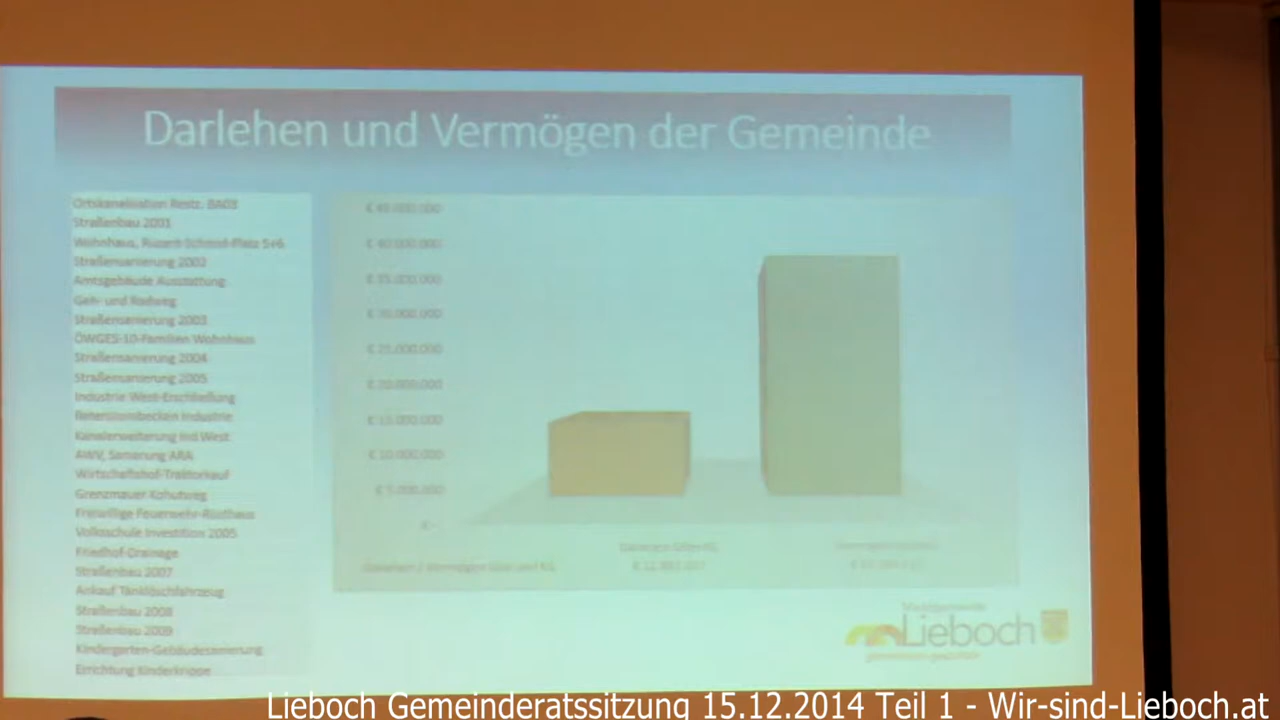 Darlehen und Vermögen der Gemeinde
Ortskanalisation Restz. BA03
Straßenbau 2001
Wohnhaus, 5+6
Straßensanierung 2002
Amtsgebäude Ausstattung
Geh- und Radweg
Straßensanierung 2003
ÖWGES-10-Familien Wohnhaus
Straßensanierung 2004
Straßensanierung 2005
Industrie West-Erschließung
Retentionsbecken Industrie
Kanalerweiterung Ind West
AWV, Sanierung ARA
Wirtschaftshof-Traktorkauf
Grenzmauer Kohutweg
Freiwillige Feuerwehr-Rüsthaus
Volksschule Investition 2005
Friedhof-Drainage
Straßenbau 2007
Ankauf Tanklöschfahrzeug
Straßenbau 2008
Straßenbau 2009
Kindergarten-Gebäudesanierung
Errichtung Kinderkrippe
€ 45.000.000
€ 40.000.000
€ 35.000.000
€ 30.000.000
€ 25.000.000
€ 20.000.000
€ 15.000.000
€ 10.000.000
€ 5.000.000
€ -
Marktgemeinde
Lieboch
Lieboch Gemeinderatssitzung 15.12.2014 Teil 1 - Wir-sind-Lieboch.at